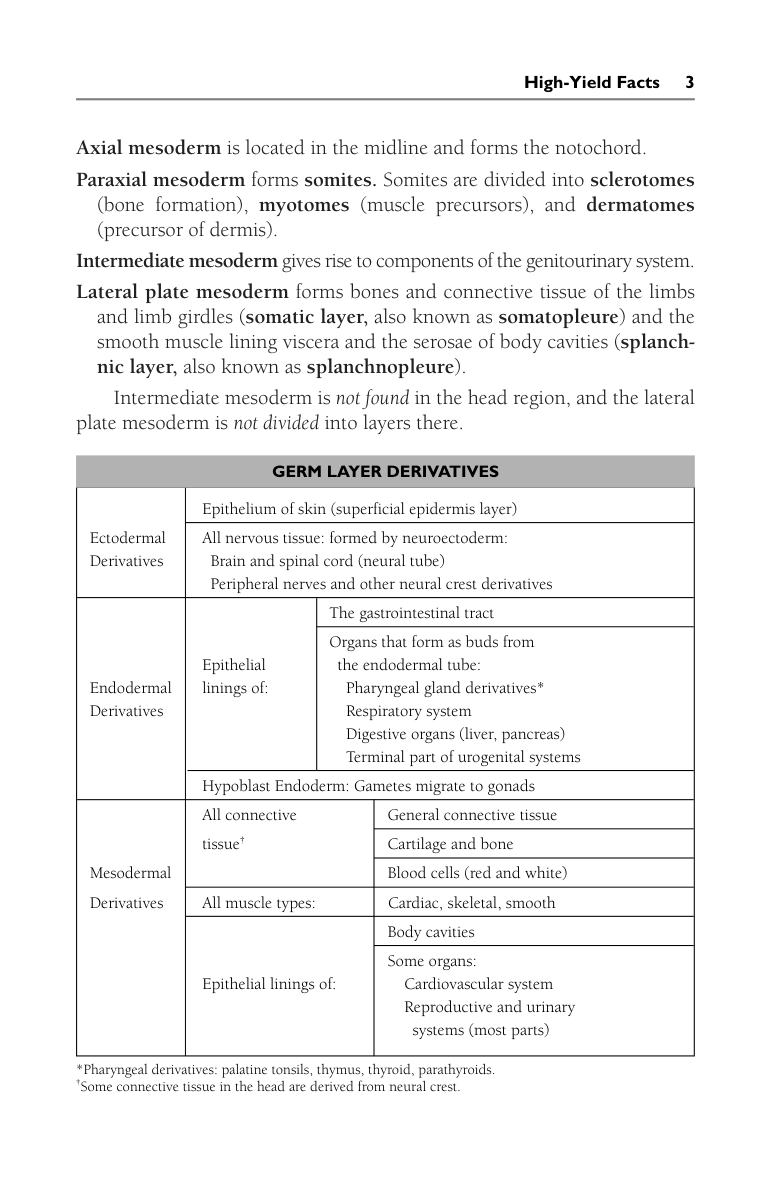 High-Yield Facts 3
Axial mesoderm is located in the midline and forms the notochord.
Paraxial mesoderm forms somites. Somites are divided into sclerotomes
(bone formation), myotomes (muscle precursors), and dermatomes
(precursor of dermis).
Intermediate mesoderm gives rise to components of the genitourinary system.
Lateral plate mesoderm forms bones and connective tissue of the limbs
and limb girdles (somatic layer, also known as somatopleure) and the
smooth muscle lining viscera and the serosae of body cavities (splanch-
nic layer, also known as splanchnopleure).
Intermediate mesoderm is not found in the head region, and the lateral
plate mesoderm is not divided into layers there.
GERM LAYER DERIVATIVES
Ectodermal
Derivatives
Epithelium of skin (superficial epidermis layer)
All nervous tissue: formed by neuroectoderm:
Brain and spinal cord (neural tube)
Peripheral nerves and other neural crest derivatives
Endodermal
Derivatives
Epithelial
linings of:
The gastrointestinal tract
Organs that form as buds from
the endodermal tube:
Pharyngeal gland derivatives*
Respiratory system
Digestive organs (liver, pancreas)
Terminal part of urogenital systems
Hypoblast Endoderm: Gametes migrate to gonads
Mesodermal
Derivatives
All connective
tissue†
General connective tissue
Cartilage and bone
Blood cells (red and white)
All muscle types:
Cardiac, skeletal, smooth
Epithelial linings of:
Body cavities
Some organs:
Cardiovascular system
Reproductive and urinary
systems (most parts)
*Pharyngeal derivatives: palatine tonsils, thymus, thyroid, parathyroids.
†Some connective tissue in the head are derived from neural crest.